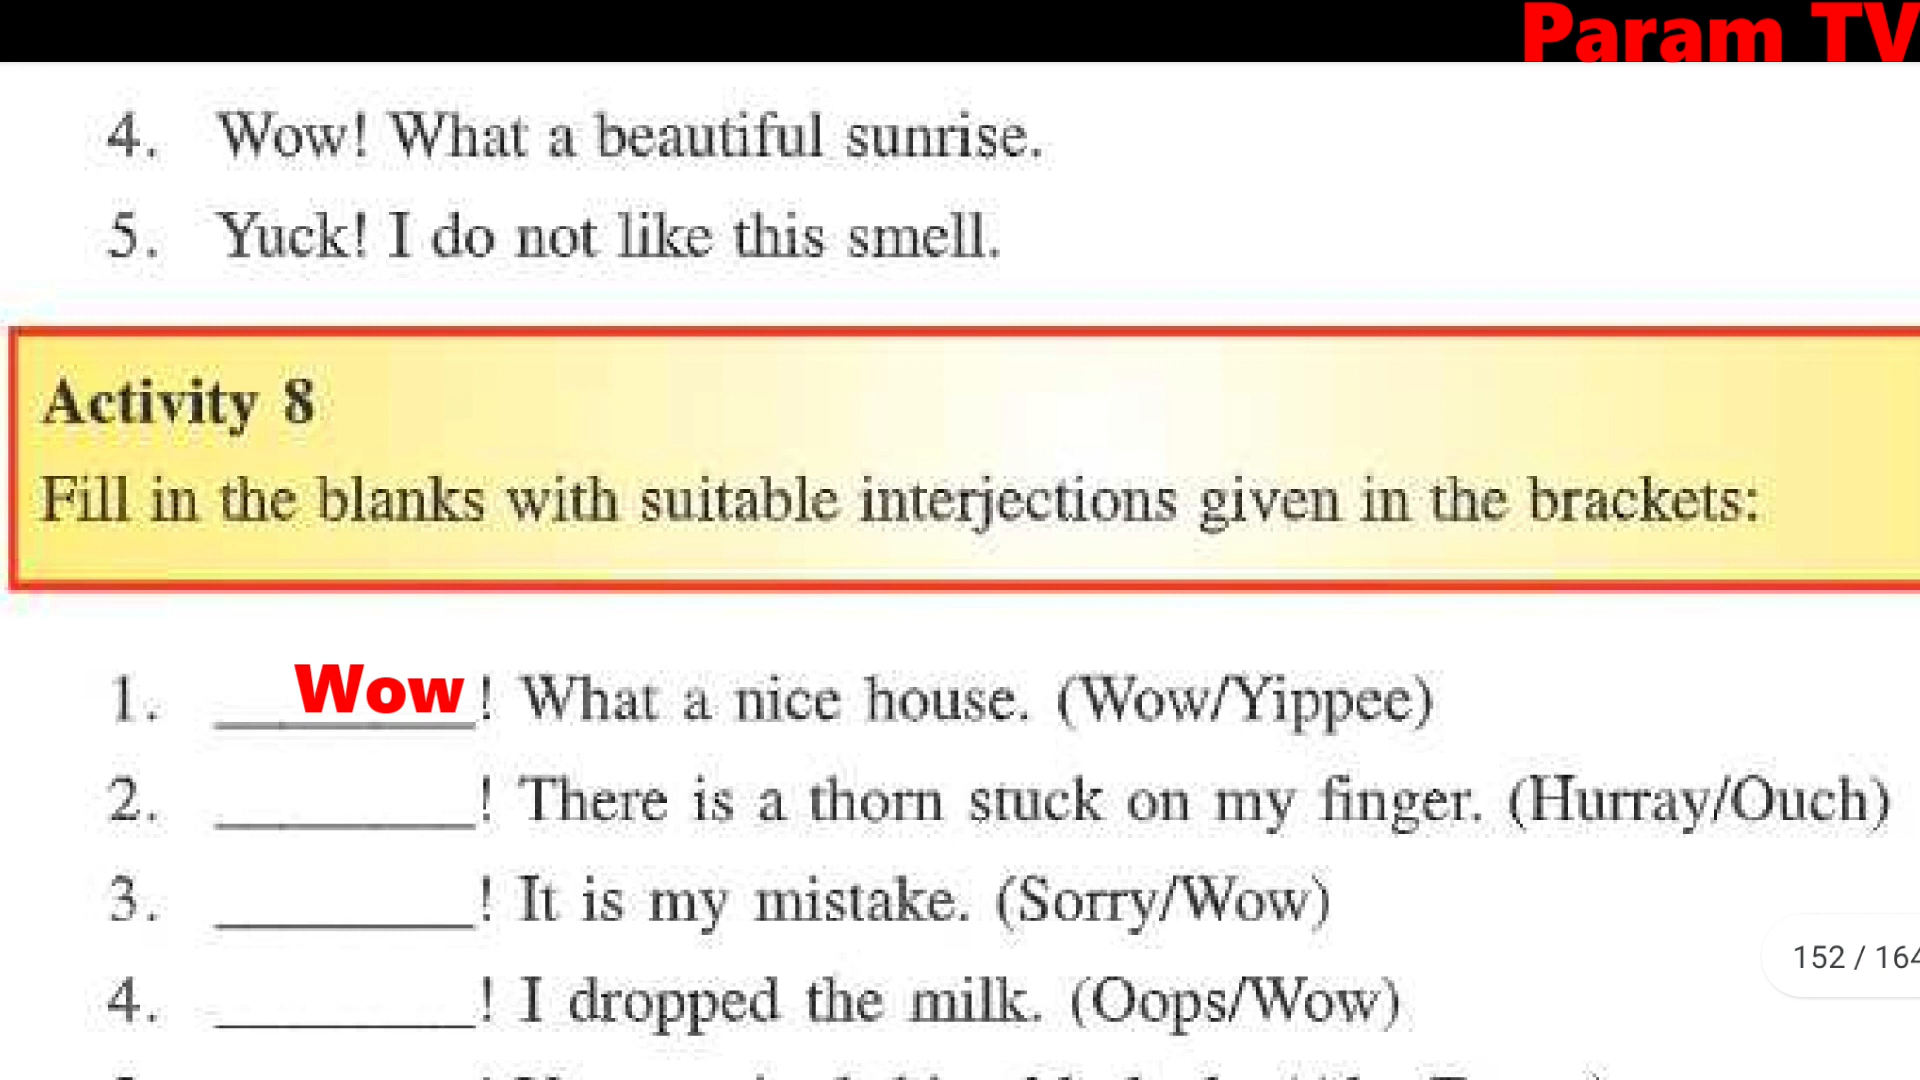 Param TV
4. Wow! What a beautiful sunrise.
5. Yuck! I do not like this smell.
Activity 8
Fill in the blanks with suitable interjections given in the brackets:
1. Wow! What a nice house. (Wow/Yippee)
2. ________! There is a thorn stuck on my finger. (Hurray/Ouch)
3. ________! It is my mistake. (Sorry/Wow)
152 / 164
4. ________! I dropped the milk. (Oops/Wow)